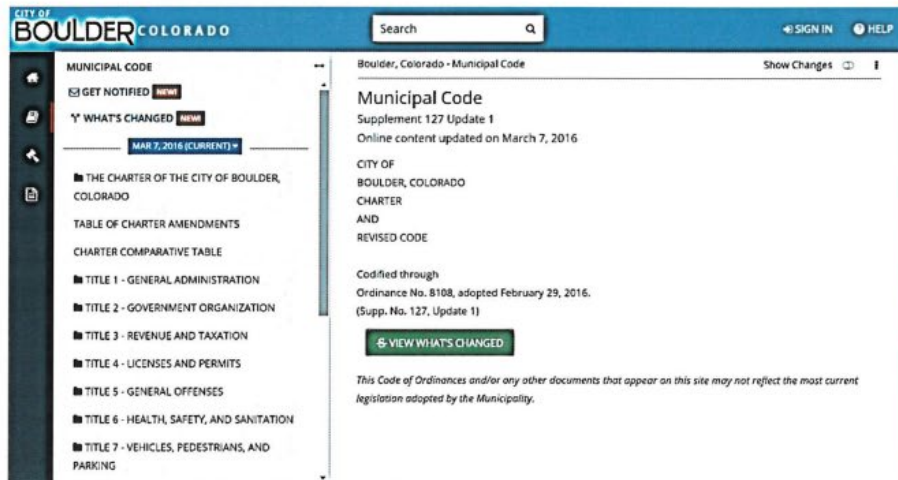 CITY OF
BOULDER COLORADO
Search
SIGN IN
HELP
MUNICIPAL CODE
GET NOTIFIED NEW!
WHAT'S CHANGED NEW!
MAR 7, 2016 (CURRENT)
THE CHARTER OF THE CITY OF BOULDER,
COLORADO
TABLE OF CHARTER AMENDMENTS
CHARTER COMPARATIVE TABLE
TITLE 1 - GENERAL ADMINISTRATION
TITLE 2 - GOVERNMENT ORGANIZATION
TITLE 3 - REVENUE AND TAXATION
TITLE 4 - LICENSES AND PERMITS
TITLE 5 - GENERAL OFFENSES
TITLE 6 - HEALTH, SAFETY, AND SANITATION
TITLE 7 - VEHICLES, PEDESTRIANS, AND
PARKING
Boulder, Colorado - Municipal Code
Show Changes
Municipal Code
Supplement 127 Update 1
Online content updated on March 7, 2016
CITY OF
BOULDER, COLORADO
CHARTER
AND
REVISED CODE
Codified through
Ordinance No. 8108, adopted February 29, 2016.
(Supp. No. 127, Update 1)
VIEW WHAT'S CHANGED
This Code of Ordinances and/or any other documents that appear on this site may not reflect the most current
legislation adopted by the Municipality.